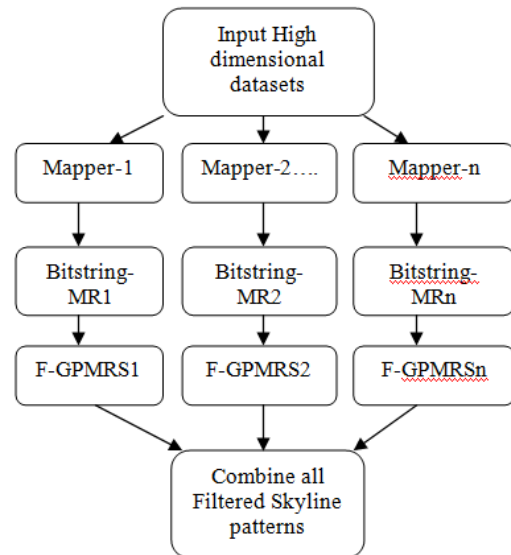 Input High
dimensional
datasets
Mapper-1
Mapper-2….
Mapper-n
Bitstring-
MR1
Bitstring-
MR2
Bitstring-
MRn
F-GPMRS1
F-GPMRS2
F-GPMRSn
Combine all
Filtered Skyline
patterns